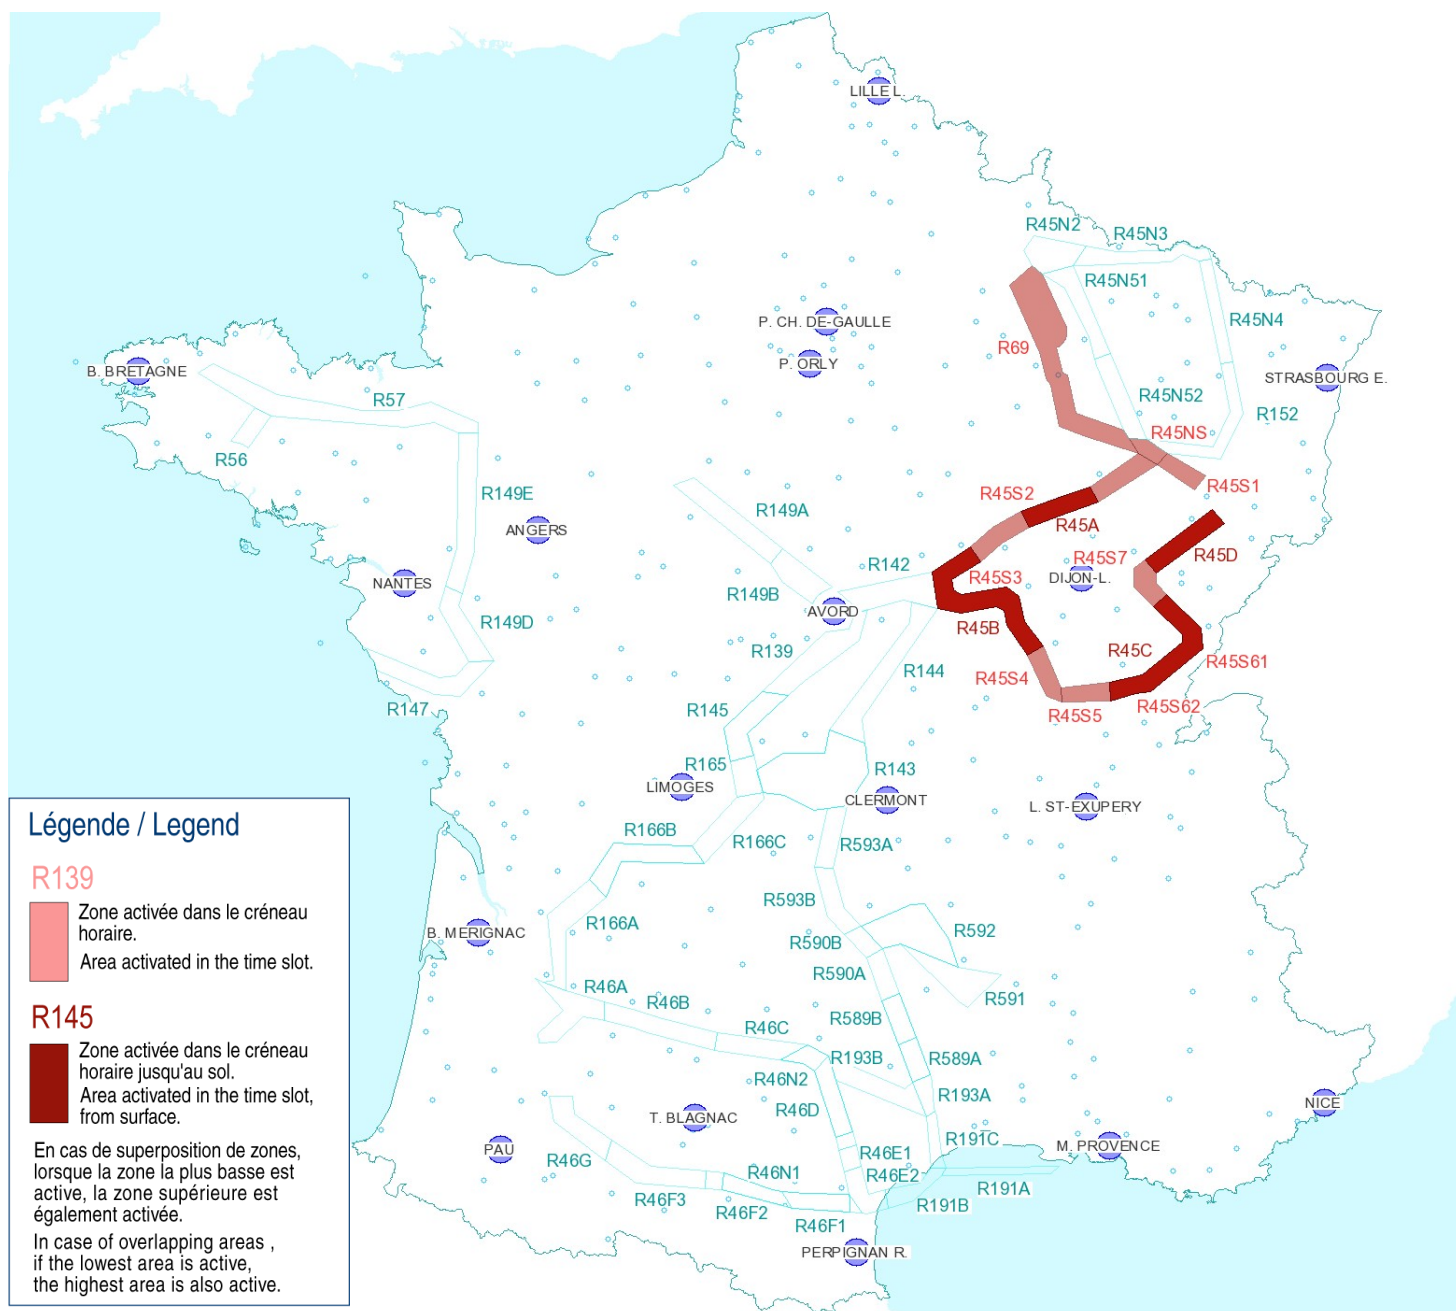 LILLE L.
R45N2
R45N3
R45N51
P. CH. DE-GAULLE
R45N4
R69
P. ORLY
B. BRETAGNE
STRASBOURG E.
R57
R45N52
R152
R45NS
R56
R45S1
R149E
R45S2
R149A
R45A
ANGERS
R45S7
R45D
R142
R45S3
DIJON-L.
NANTES
R149B
AVORD
R149D
R45B
R139
R45C
R45S61
R144
R45S4
R147
R145
R45S5
R45S62
R165
R143
LIMOGES
CLERMONT
L. ST-EXUPERY
R166B
R166C
R593A
R593B
R166A
B. MERIGNAC
R592
R590B
R590A
R46A
R46B
R591
R46C
R589B
R193B
R589A
R46N2
R193A
R46D
NICE
T. BLAGNAC
PAU
R191C
M. PROVENCE
R46G
R46E1
R46N1
R46E2
R191A
R46F3
R46F2
R191B
R46F1
PERPIGNAN R.
Légende / Legend
R139
Zone activée dans le créneau
horaire.
Area activated in the time slot.
R145
Zone activée dans le créneau
horaire jusqu'au sol.
Area activated in the time slot,
from surface.
En cas de superposition de zones,
lorsque la zone la plus basse est
active, la zone supérieure est
également activée.
In case of overlapping areas ,
if the lowest area is active,
the highest area is also active.